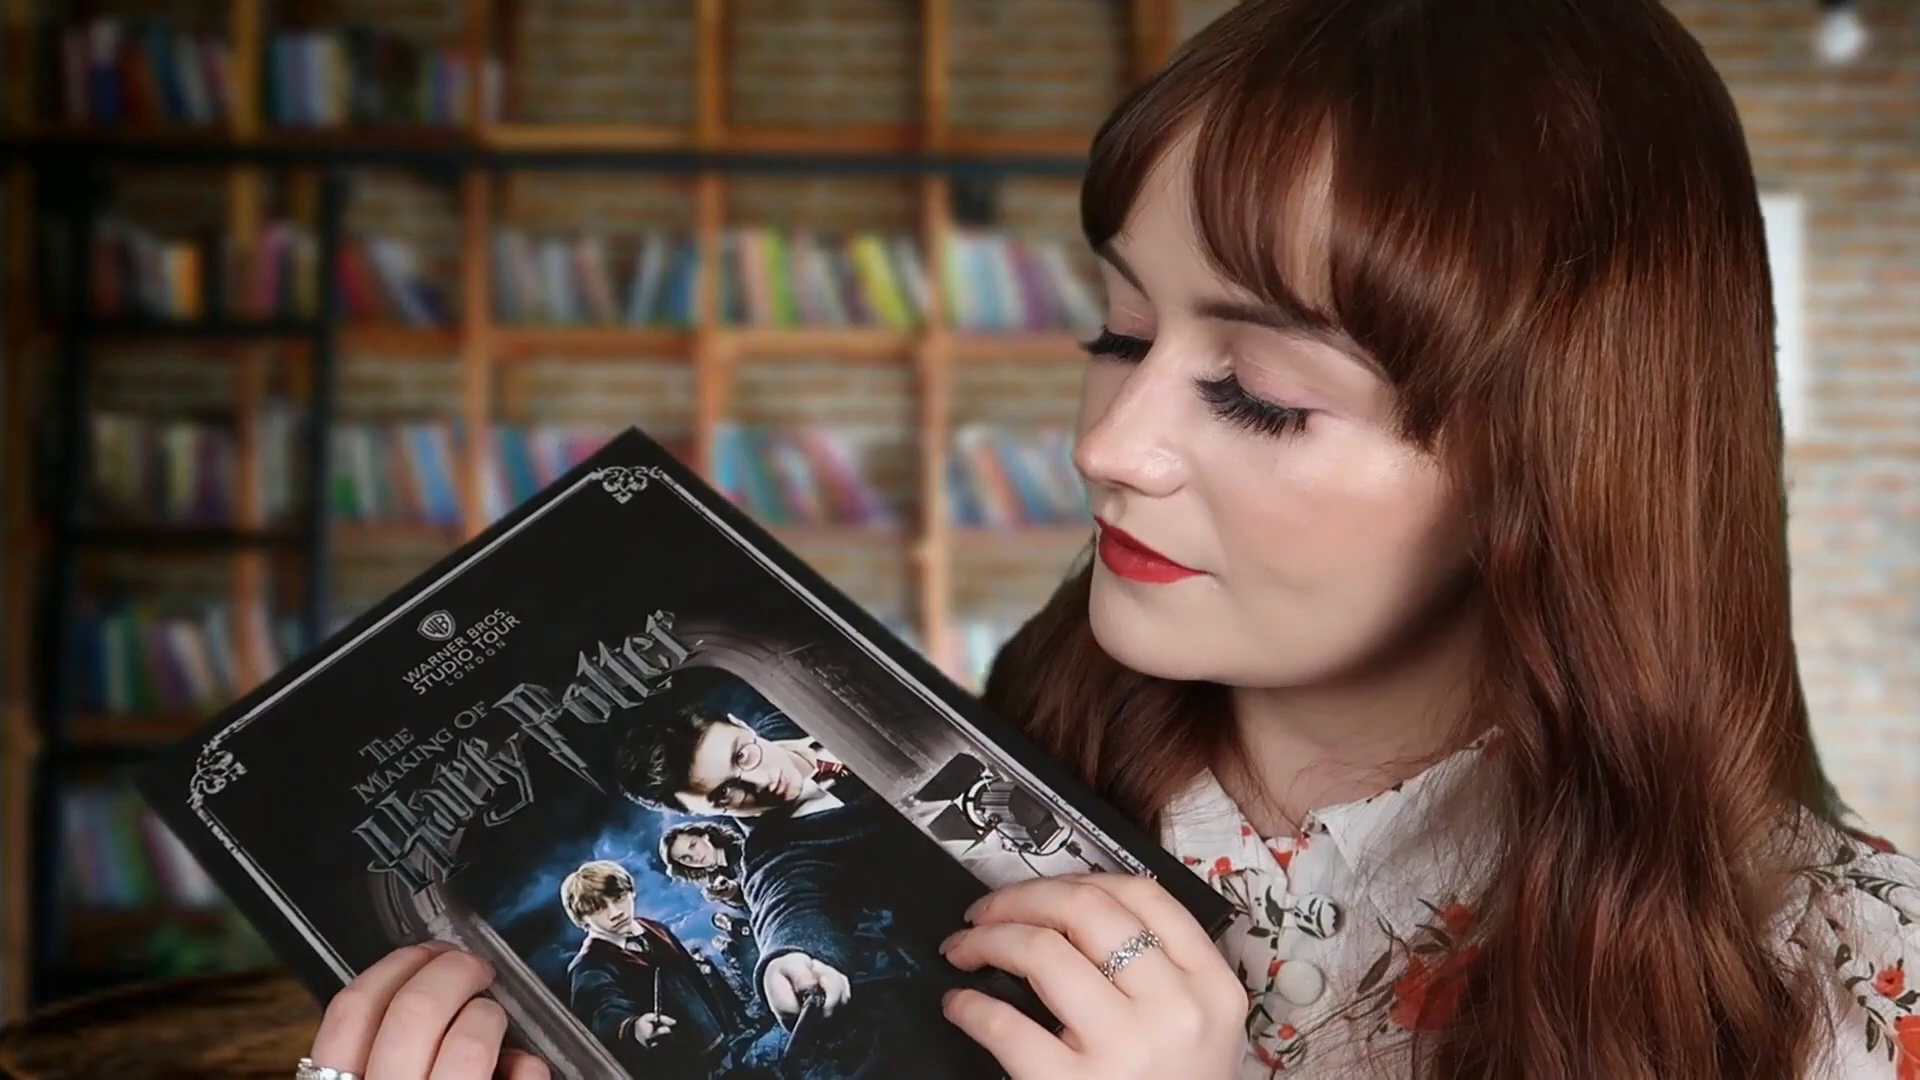 WB
WARNER BROS.
STUDIO TOUR
LONDON
THE
MAKING OF
Harry Potter